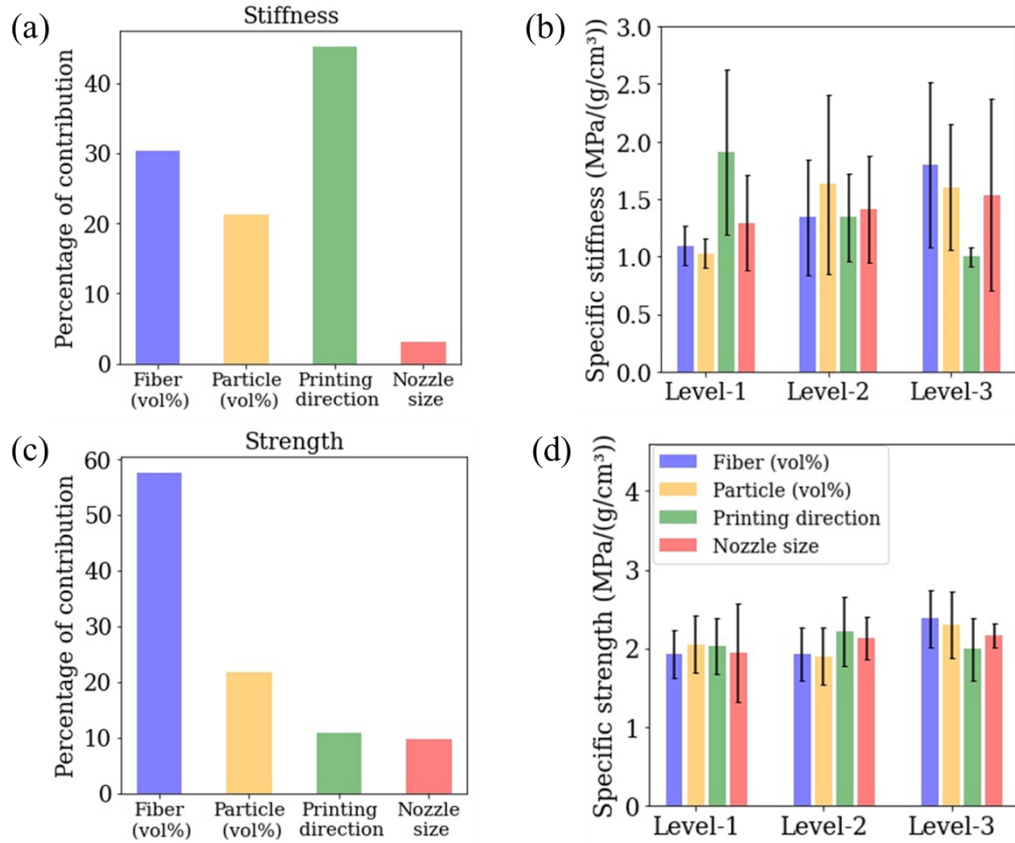 (a)
Stiffness
Percentage of contribution
40
30
20
10
0
Fiber
(vol%)
Particle
(vol%)
Printing
direction
Nozzle
size
(b)
Specific stiffness (MPa/(g/cm³))
3.0
2.5
2.0
1.5
1.0
0.5
0.0
Level-1
Level-2
Level-3
(c)
Strength
Percentage of contribution
60
50
40
30
20
10
0
Fiber
(vol%)
Particle
(vol%)
Printing
direction
Nozzle
size
(d)
Specific strength (MPa/(g/cm³))
4
2
3
2
1
0
Fiber (vol%)
Particle (vol%)
Printing direction
Nozzle size
Level-1
Level-2
Level-3